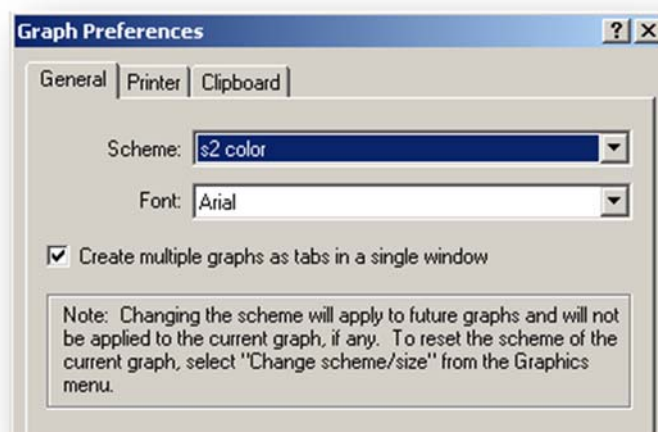 Graph Preferences
General Printer Clipboard
Scheme: s2 color
Font: Arial
Create multiple graphs as tabs in a single window
Note: Changing the scheme will apply to future graphs and will not
be applied to the current graph, if any. To reset the scheme of the
current graph, select "Change scheme/size" from the Graphics
menu.